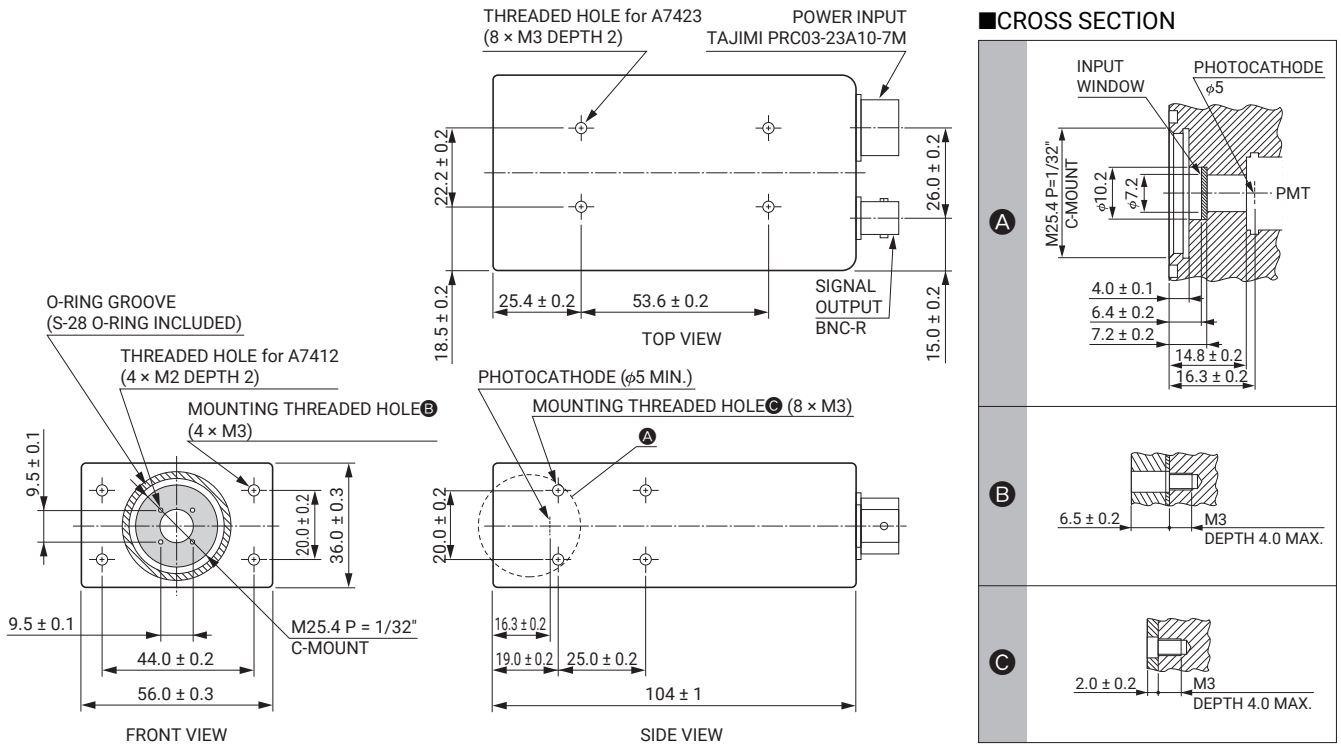 THREADED HOLE for A7423
(8 × M3 DEPTH 2)
POWER INPUT
TAJIMI PRC03-23A10-7M
22.2 ± 0.2
18.5 ± 0.2
26.0 ± 0.2
15.0 ± 0.2
25.4 ± 0.2
53.6 ± 0.2
SIGNAL
OUTPUT
BNC-R
TOP VIEW
O-RING GROOVE
(S-28 O-RING INCLUDED)
THREADED HOLE for A7412
(4 × M2 DEPTH 2)
MOUNTING THREADED HOLE B
(4 × M3)
9.5 ± 0.1
20.0 ± 0.2
36.0 ± 0.3
9.5 ± 0.1
M25.4 P = 1/32"
C-MOUNT
44.0 ± 0.2
56.0 ± 0.3
FRONT VIEW
PHOTOCATHODE (φ5 MIN.)
MOUNTING THREADED HOLE C (8 × M3)
A
20.0 ± 0.2
16.3 ± 0.2
19.0 ± 0.2
25.0 ± 0.2
104 ± 1
SIDE VIEW
■CROSS SECTION
A
INPUT
WINDOW
PHOTOCATHODE
φ5
M25.4 P=1/32"
C-MOUNT
φ10.2
φ7.2
PMT
4.0 ± 0.1
6.4 ± 0.2
7.2 ± 0.2
14.8 ± 0.2
16.3 ± 0.2
B
6.5 ± 0.2
M3
DEPTH 4.0 MAX.
C
2.0 ± 0.2
M3
DEPTH 4.0 MAX.